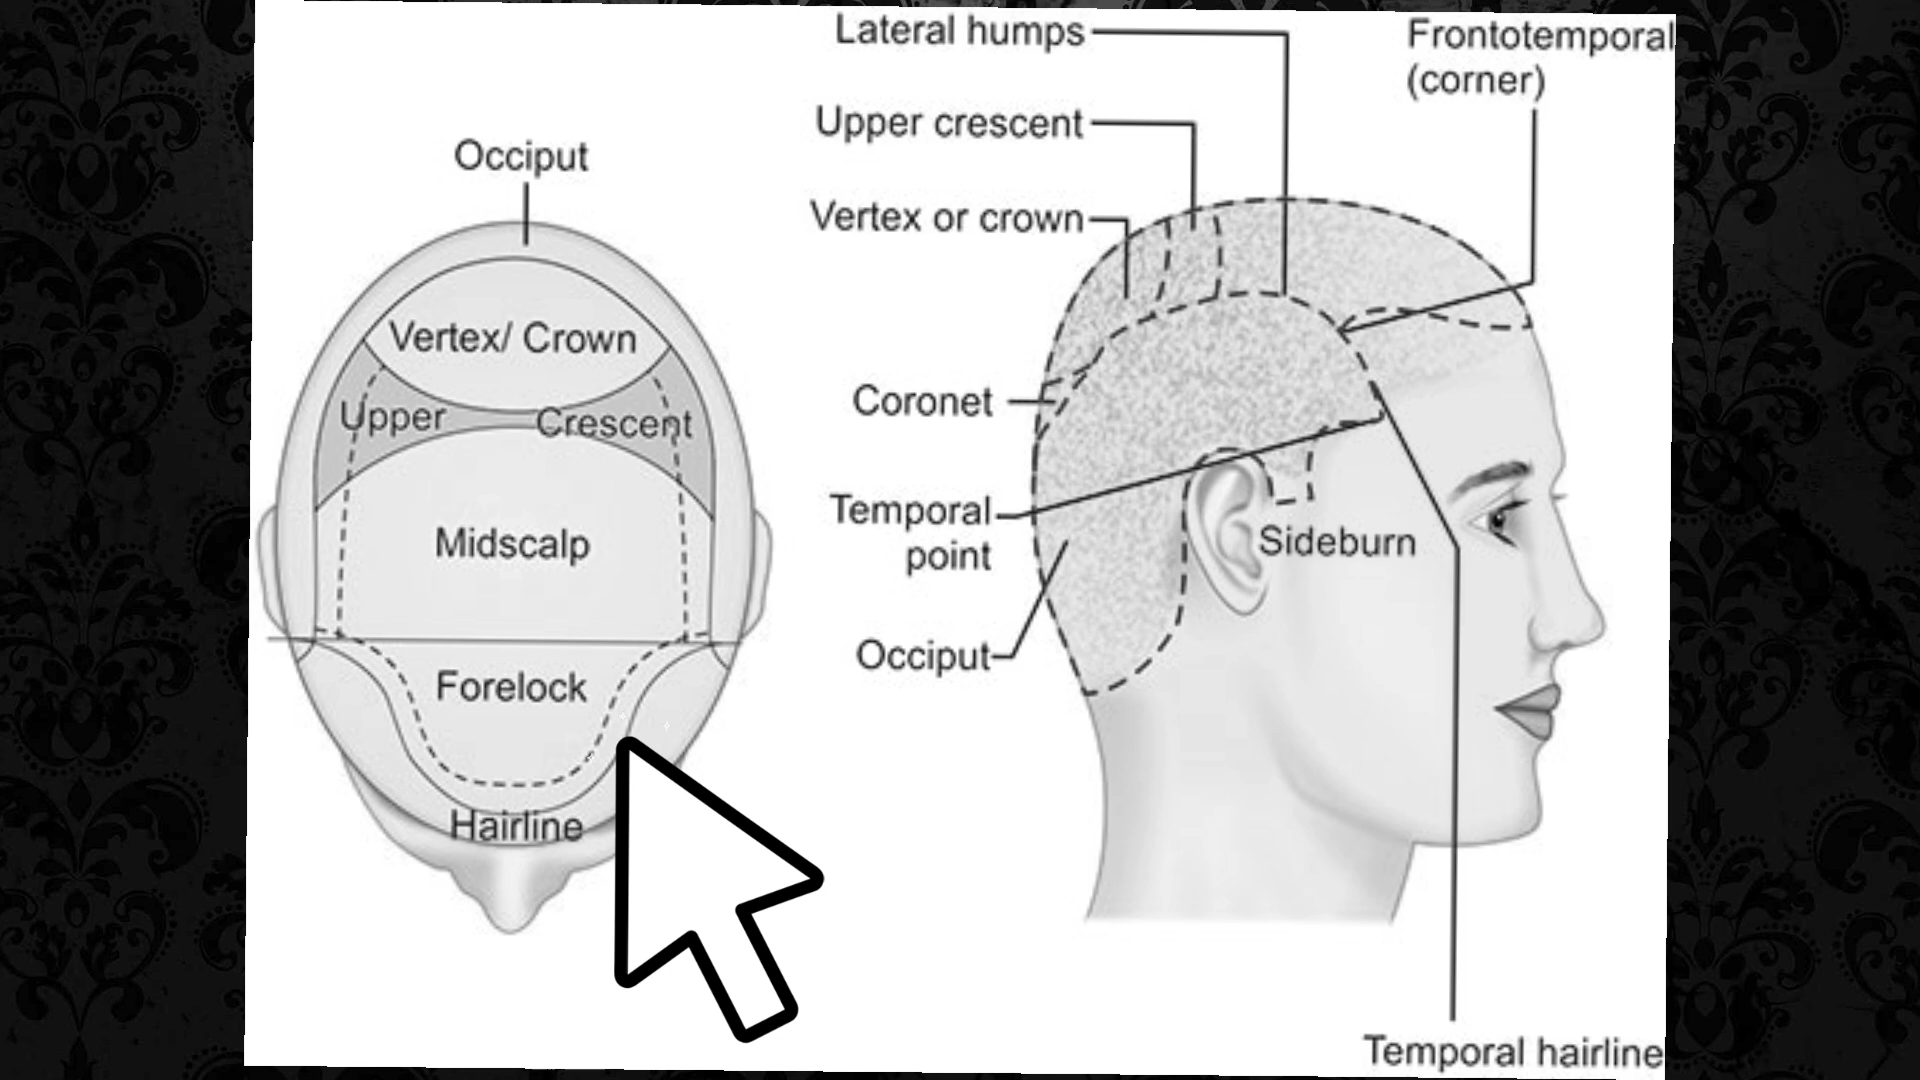 Occiput
Vertex/ Crown
Upper Crescent
Midscalp
Forelock
Hairline
Lateral humps
Upper crescent
Vertex or crown
Coronet
Temporal
point
Occiput
Frontotemporal
(corner)
Sideburn
Temporal hairline